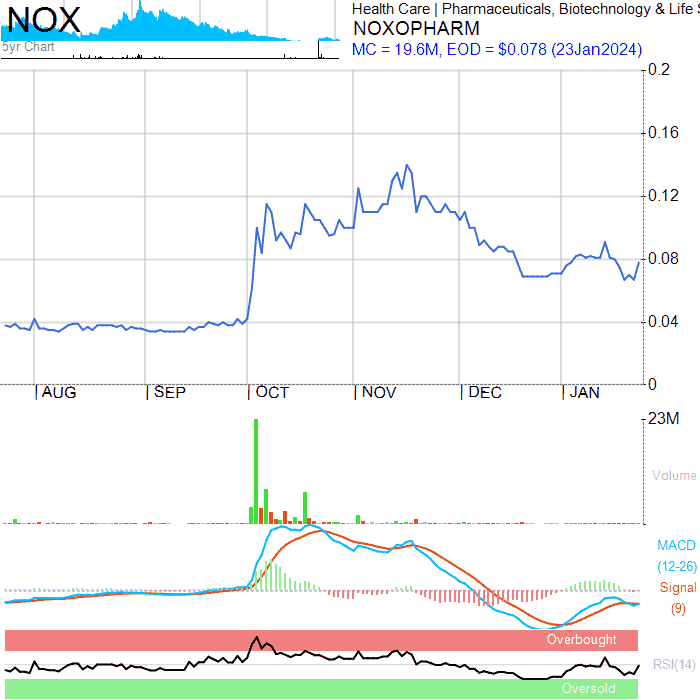 NOX
5yr Chart
Health Care | Pharmaceuticals, Biotechnology & Life S
NOXOPHARM
MC = 19.6M, EOD = $0.078 (23Jan2024)
0.2
0.16
0.12
0.08
0.04
0
AUG SEP OCT NOV DEC JAN
23M
Volume
MACD
(12-26)
Signal
(9)
Overbought
RSI(14)
Oversold